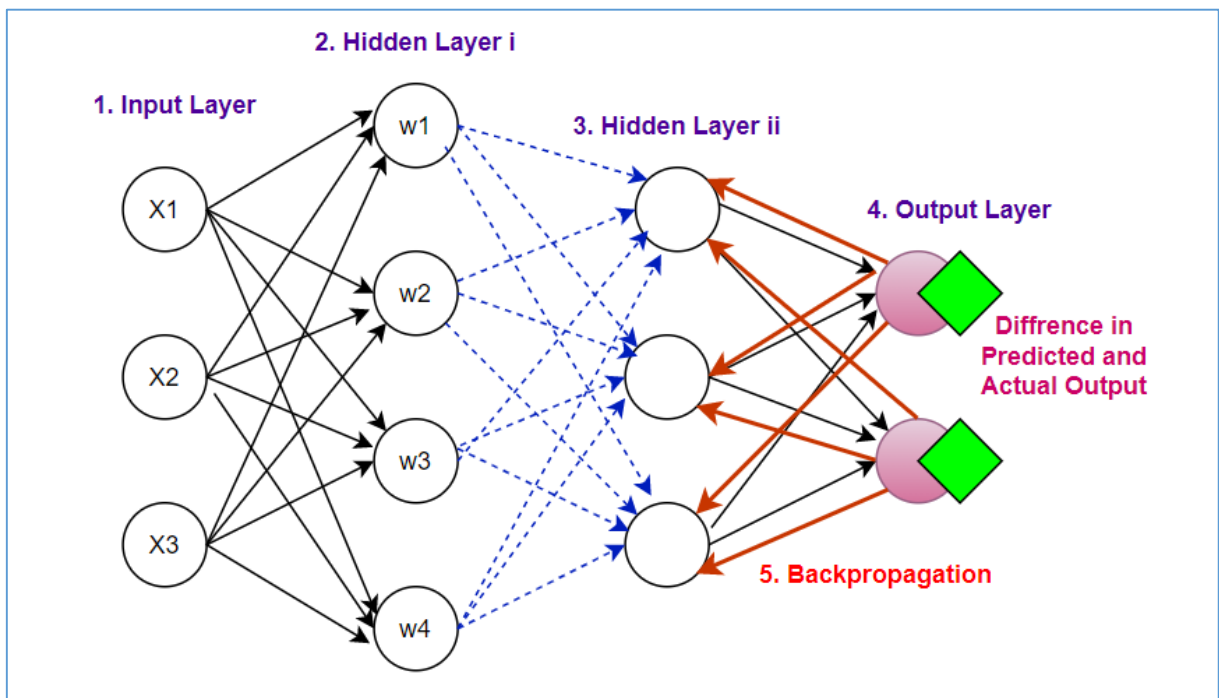 2. Hidden Layer i
1. Input Layer
w1
3. Hidden Layer ii
X1
4. Output Layer
w2
Diffrence in
Predicted and
Actual Output
X2
w3
X3
5. Backpropagation
w4